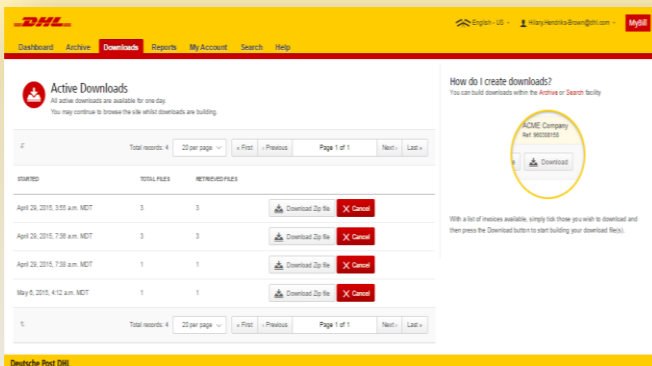 DHL
English - US
Hilary.Hendriks-Brown@dhl.com
MyBill
Dashboard Archive Downloads Reports My Account Search Help
Active Downloads
All active downloads are available for one day.
You may continue to browse the site whilst downloads are building.
Total records: 4 20 per page « First ‹ Previous Page 1 of 1 Next › Last »
STARTED TOTAL FILES RETRIEVED FILES
April 29, 2015, 3:55 a.m. MDT 3 3 Download Zip file X Cancel
April 29, 2015, 7:36 a.m. MDT 3 3 Download Zip file X Cancel
April 29, 2015, 7:58 a.m. MDT 1 1 Download Zip file X Cancel
May 6, 2015, 4:12 a.m. MDT 1 1 Download Zip file X Cancel
Total records: 4 20 per page « First ‹ Previous Page 1 of 1 Next › Last »
How do I create downloads?
You can build downloads within the Archive or Search facility
ACME Company
Ref: 960308158
Download
With a list of invoices available, simply tick those you wish to download and
then press the Download button to start building your download file(s).
Deutsche Post DHL